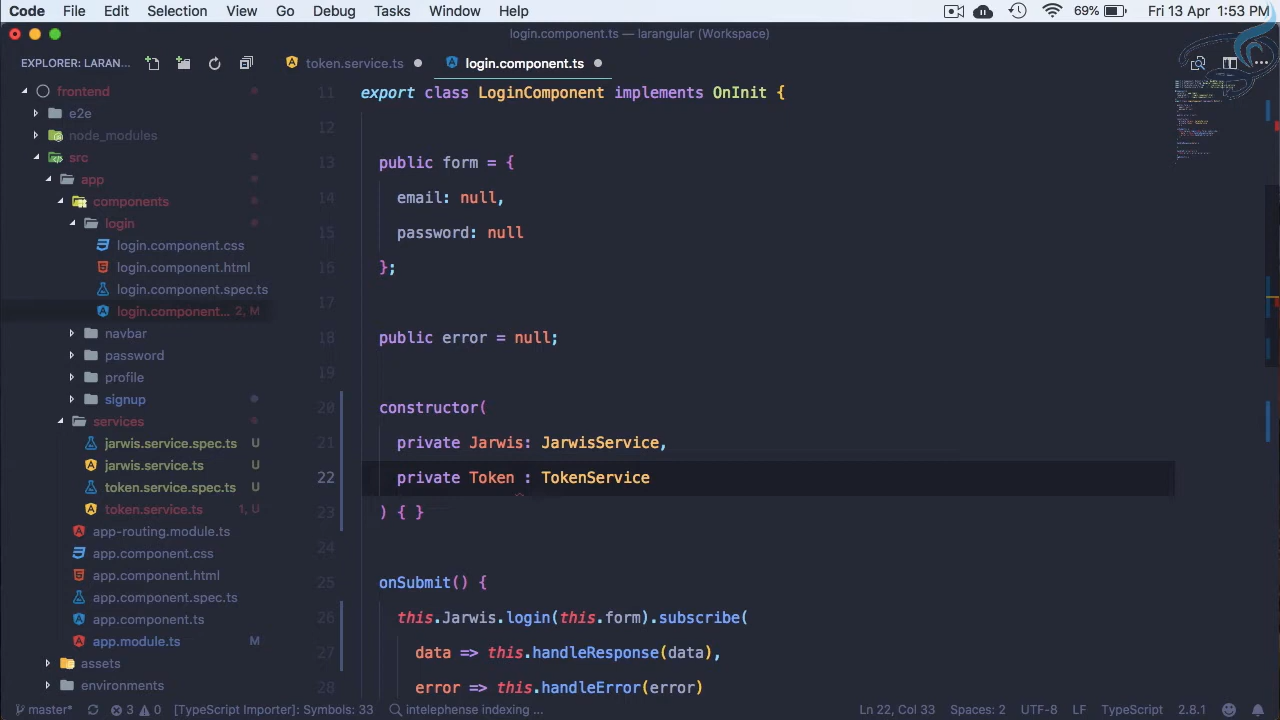 Code File Edit Selection View Go Debug Tasks Window Help 69% Fri 13 Apr 1:53 PM
login.component.ts — larangular (Workspace)
EXPLORER: LARAN...
token.service.ts login.component.ts
frontend
e2e
node_modules
src
app
components
login
login.component.css
login.component.html
login.component.spec.ts
login.component... 2, M
navbar
password
profile
signup
services
jarwis.service.spec.ts U
jarwis.service.ts U
token.service.spec.ts U
token.service.ts 1, U
app-routing.module.ts
app.component.css
app.component.html
app.component.spec.ts
app.component.ts
app.module.ts M
assets
environments
11 export class LoginComponent implements OnInit {
12
13 public form = {
14 email: null,
15 password: null
16 };
17
18 public error = null;
19
20 constructor(
21 private Jarwis: JarwisService,
22 private Token : TokenService
23 ) { }
24
25 onSubmit() {
26 this.Jarwis.login(this.form).subscribe(
27 data => this.handleResponse(data),
28 error => this.handleError(error)
master* 3 0 [TypeScript Importer]: Symbols: 33 intelephense indexing ... Ln 22, Col 33 Spaces: 2 UTF-8 LF TypeScript 2.8.1